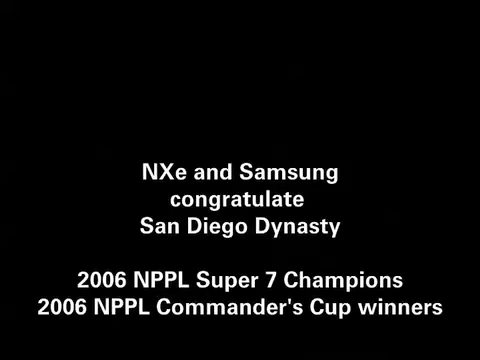 NXe and Samsung
congratulate
San Diego Dynasty
2006 NPPL Super 7 Champions
2006 NPPL Commander's Cup winners